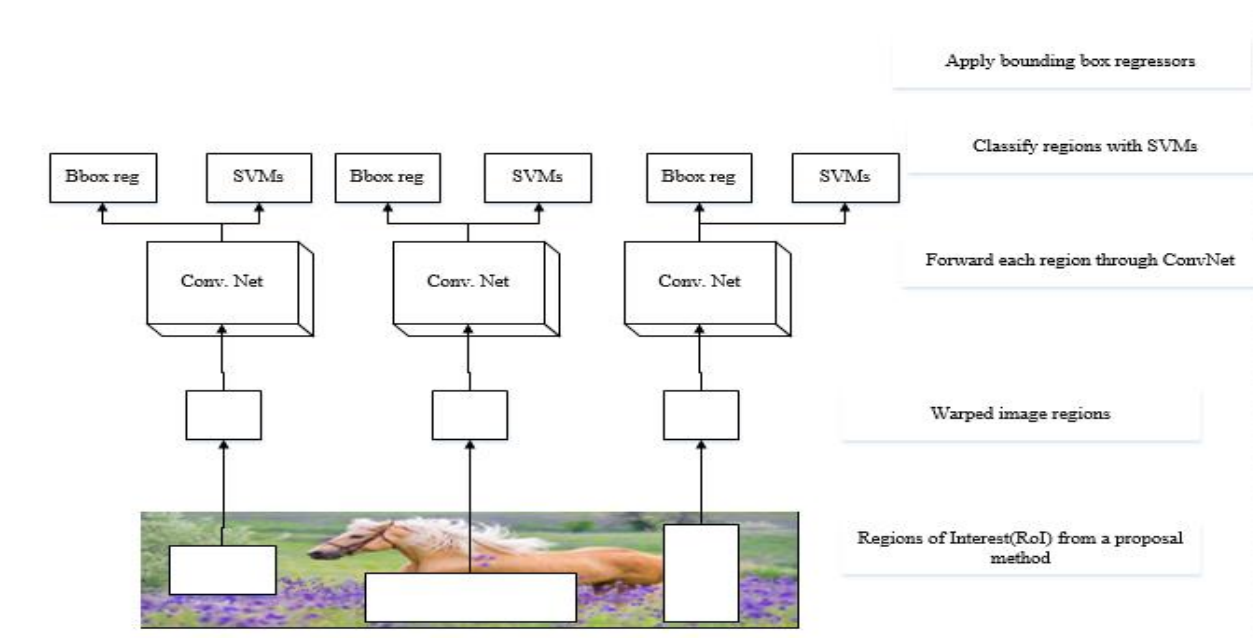 Apply bounding box regressors
Classify regions with SVMs
Bbox reg
SVMs
Bbox reg
SVMs
Bbox reg
SVMs
Forward each region through ConvNet
Conv. Net
Conv. Net
Conv. Net
Warped image regions
Regions of Interest(RoI) from a proposal
method